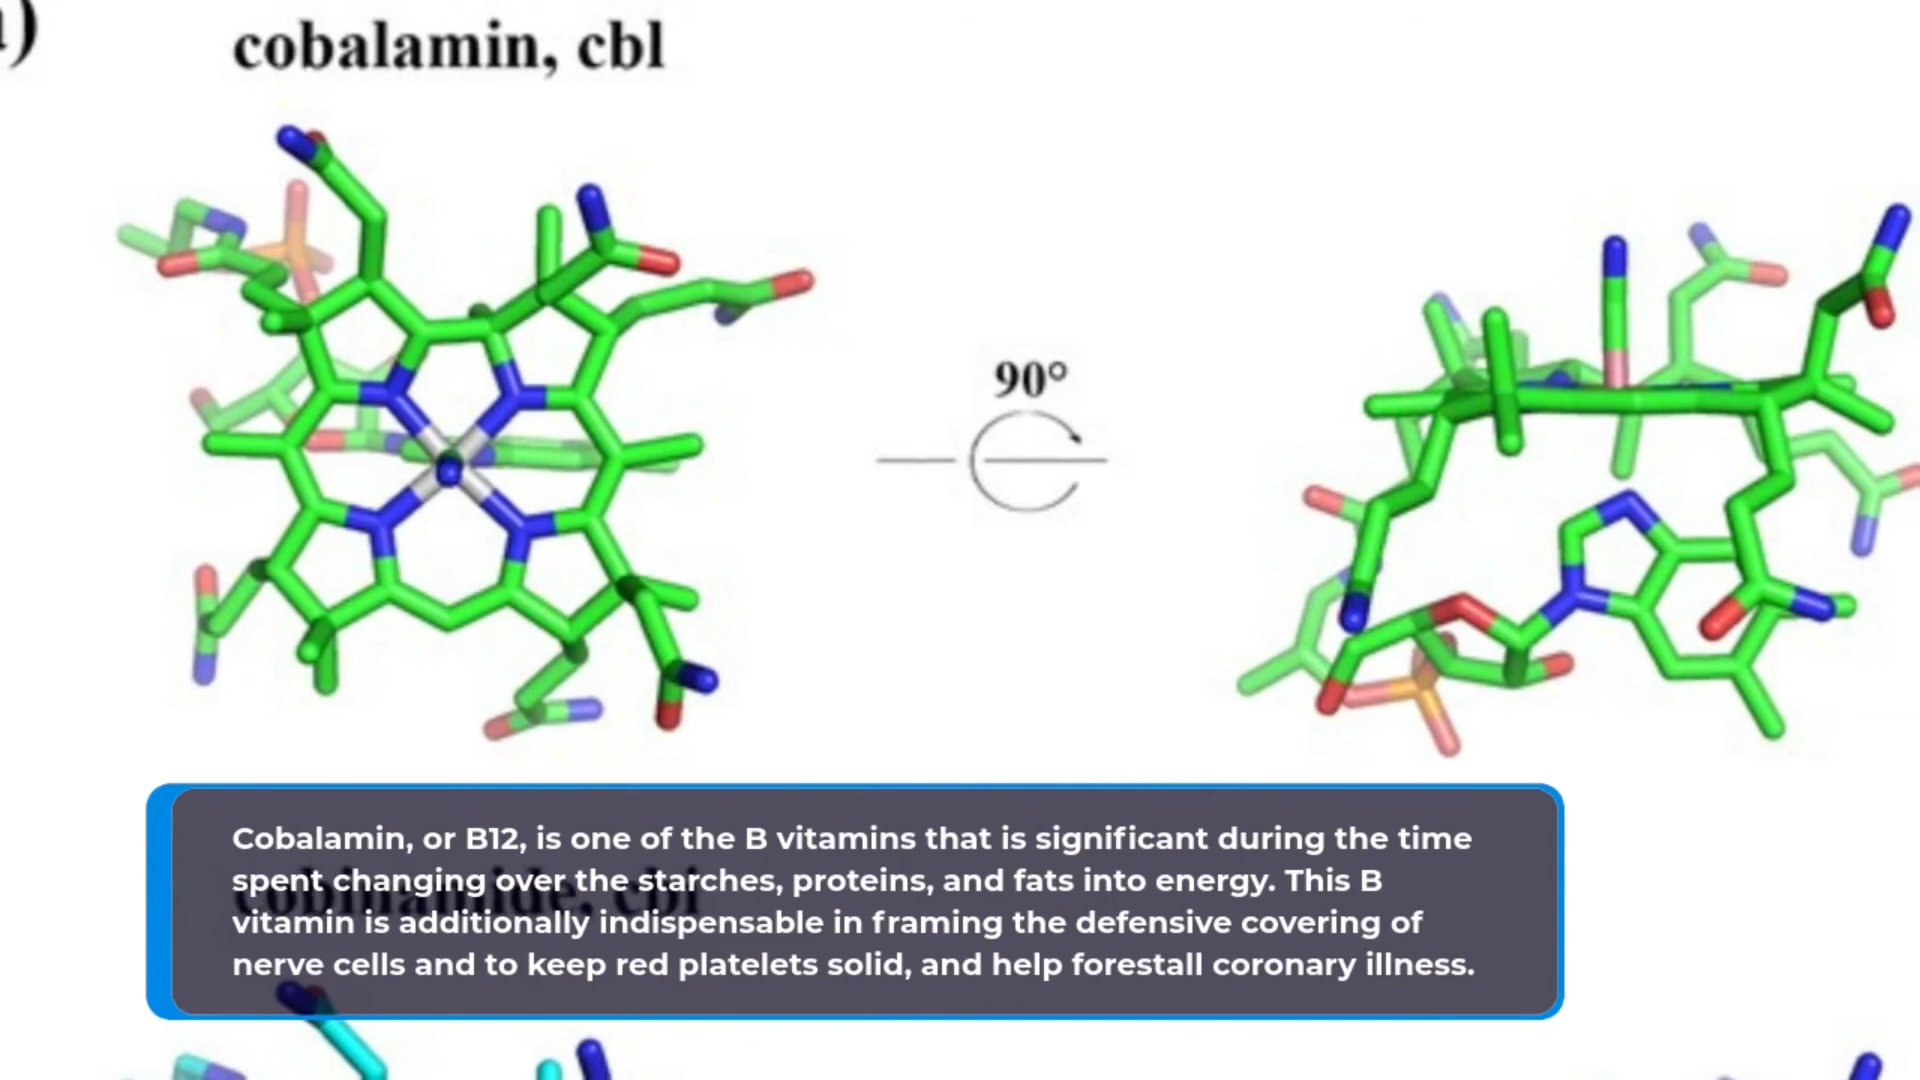 a)
cobalamin, cbl
90°
cobinamide, cbi
Cobalamin, or B12, is one of the B vitamins that is significant during the time
spent changing over the starches, proteins, and fats into energy. This B
vitamin is additionally indispensable in framing the defensive covering of
nerve cells and to keep red platelets solid, and help forestall coronary illness.